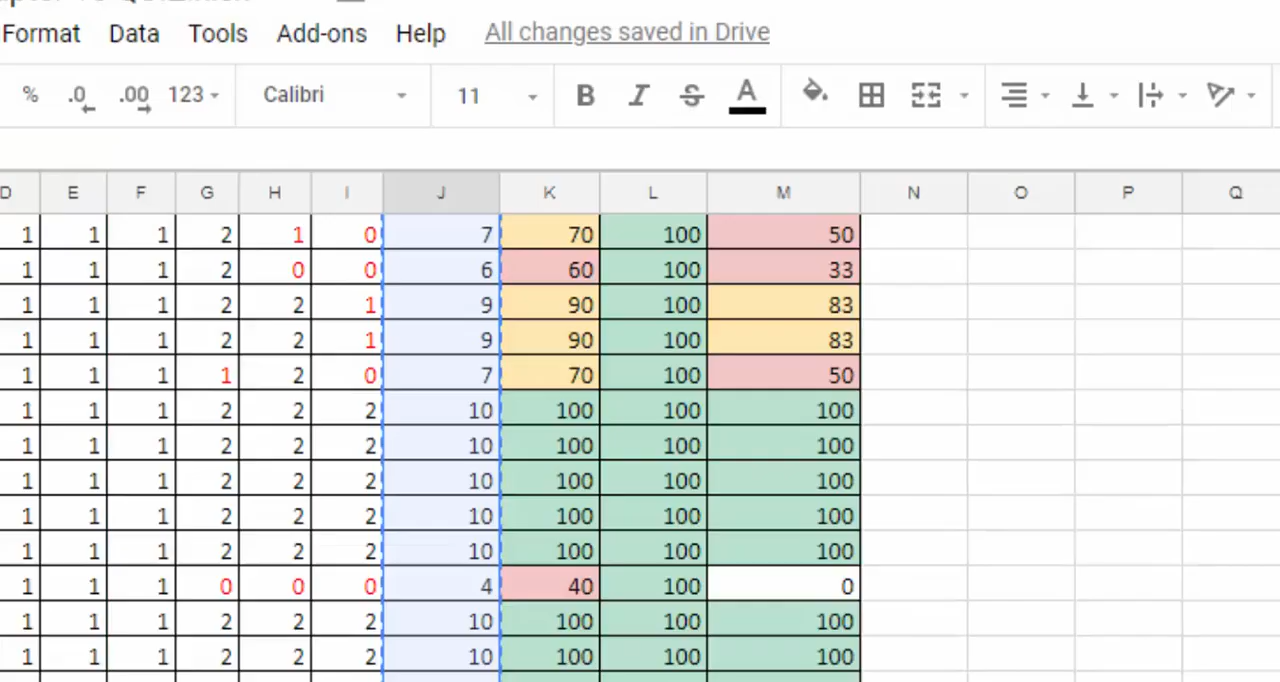 Format Data Tools Add-ons Help All changes saved in Drive
% .0 .00 123 Calibri 11 B I S A
D E F G H I J K L M N O P Q
1 1 1 2 1 0 7 70 100 50
1 1 1 2 0 0 6 60 100 33
1 1 1 2 2 1 9 90 100 83
1 1 1 2 2 1 9 90 100 83
1 1 1 1 2 0 7 70 100 50
1 1 1 2 2 2 10 100 100 100
1 1 1 2 2 2 10 100 100 100
1 1 1 2 2 2 10 100 100 100
1 1 1 2 2 2 10 100 100 100
1 1 1 2 2 2 10 100 100 100
1 1 1 0 0 0 4 40 100 0
1 1 1 2 2 2 10 100 100 100
1 1 1 2 2 2 10 100 100 100